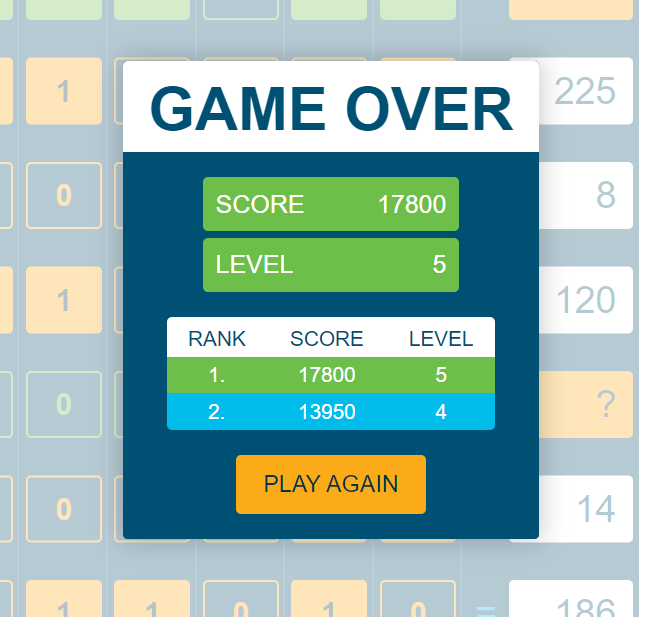 GAME OVER
1 225
SCORE 17800
0 8
LEVEL 5
1 120
RANK SCORE LEVEL
1. 17800 5
0 ?
2. 13950 4
PLAY AGAIN
0 14
1 1 0 1 0 = 186